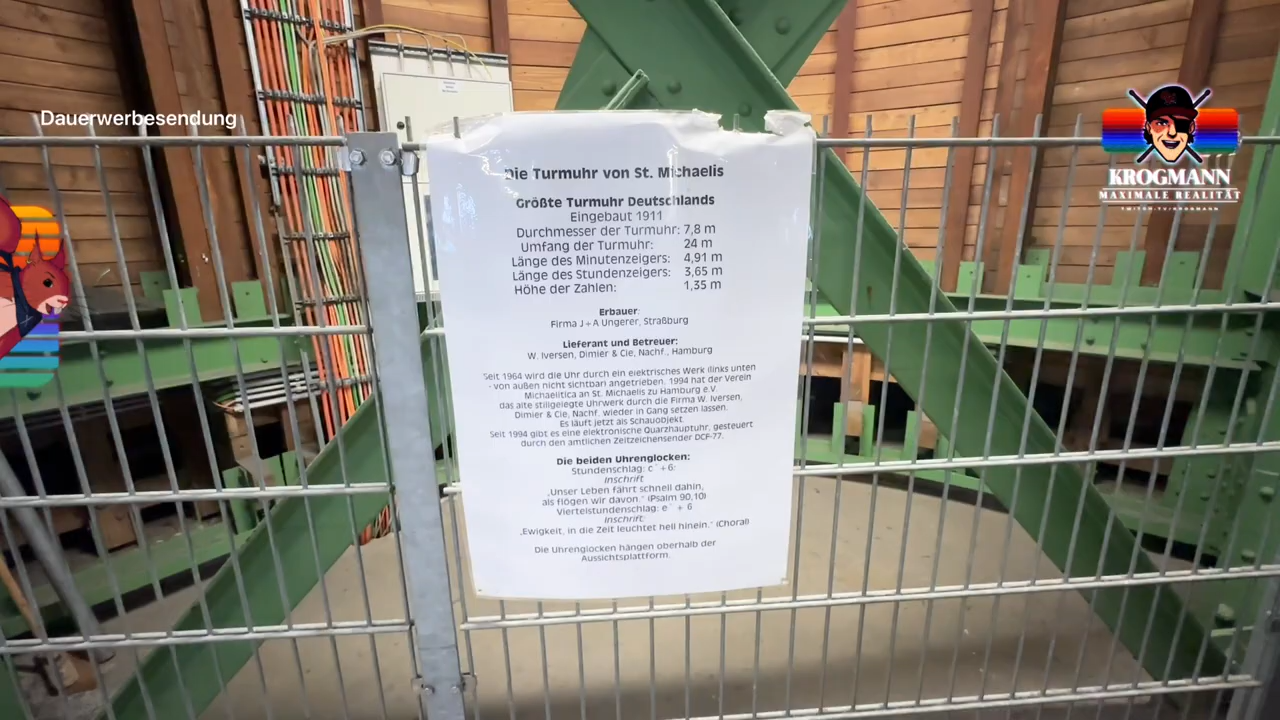 Dauerwerbesendung
KROGMANN
MAXIMALE REALITÄT
TWITCH.TV/KROGMANN
Die Turmuhr von St. Michaelis
Größte Turmuhr Deutschlands
Eingebaut 1911
Durchmesser der Turmuhr: 7,8 m
Umfang der Turmuhr: 24 m
Länge des Minutenzeigers: 4,91 m
Länge des Stundenzeigers: 3,65 m
Höhe der Zahlen: 1,35 m
Erbauer:
Firma J+A Ungerer, Straßburg
Lieferant und Betreuer:
W. Iversen, Dimier & Cie, Nachf., Hamburg
Seit 1964 wird die Uhr durch ein elektrisches Werk (links unten
- von außen nicht sichtbar) angetrieben. 1994 hat der Verein
Michaelitica an St. Michaelis zu Hamburg e.V.
das alte stillgelegte Uhrwerk durch die Firma W. Iversen,
Dimier & Cie, Nachf. wieder in Gang setzen lassen.
Es läuft jetzt als Schauobjekt.
Seit 1994 gibt es eine elektronische Quarzhauptuhr, gesteuert
durch den amtlichen Zeitzeichensender DCF-77.
Die beiden Uhrenglocken:
Stundenschlag: c´´+6:
Inschrift
„Unser Leben fährt schnell dahin,
als flögen wir davon." (Psalm 90,10)
Viertelstundenschlag: e´´ + 6
Inschrift:
„Ewigkeit, in die Zeit leuchtet hell hinein." (Choral)
Die Uhrenglocken hängen oberhalb der
Aussichtsplattform.